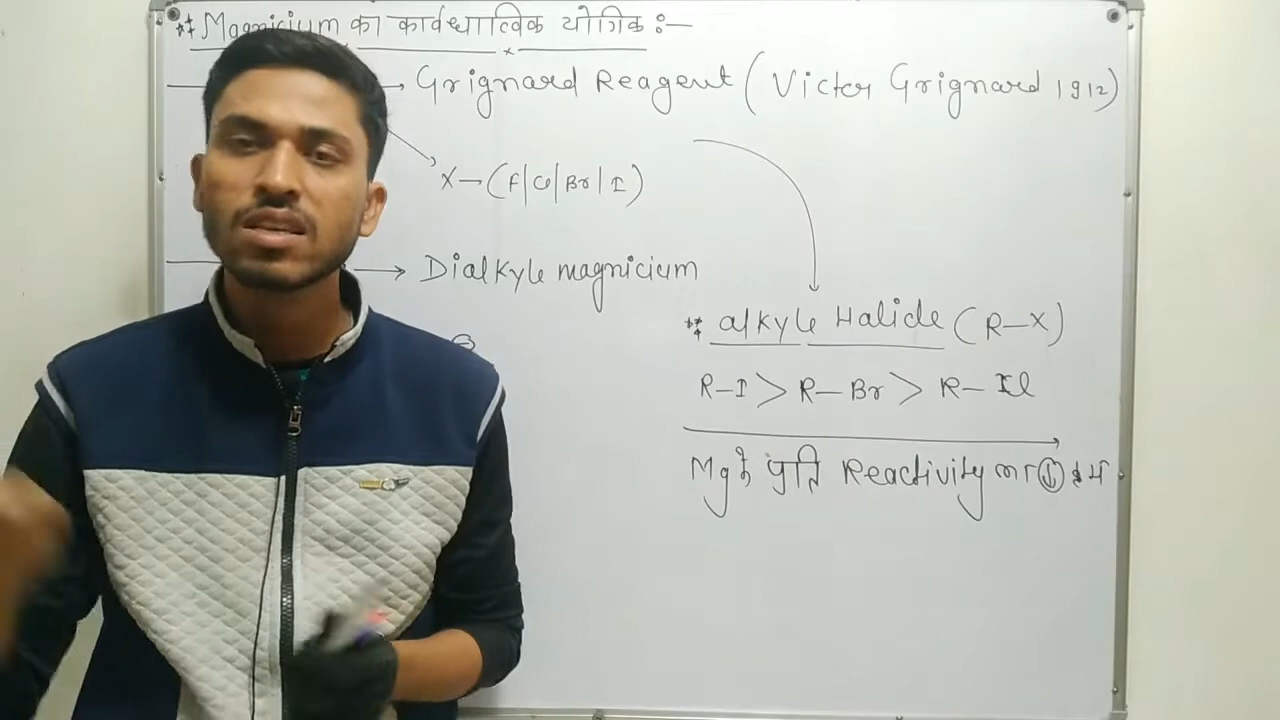 ** Magnicium का कार्बधात्विक योगिक :—
→ Grignard Reagent ( Victor Grignard 1912)
X — (F|Cl|Br|I)
→ Dialkyle magnicium
** alkyle Halide (R—X)
R—I > R—Br > R—Cl
Mg के प्रति Reactivity का ↓ क्रम